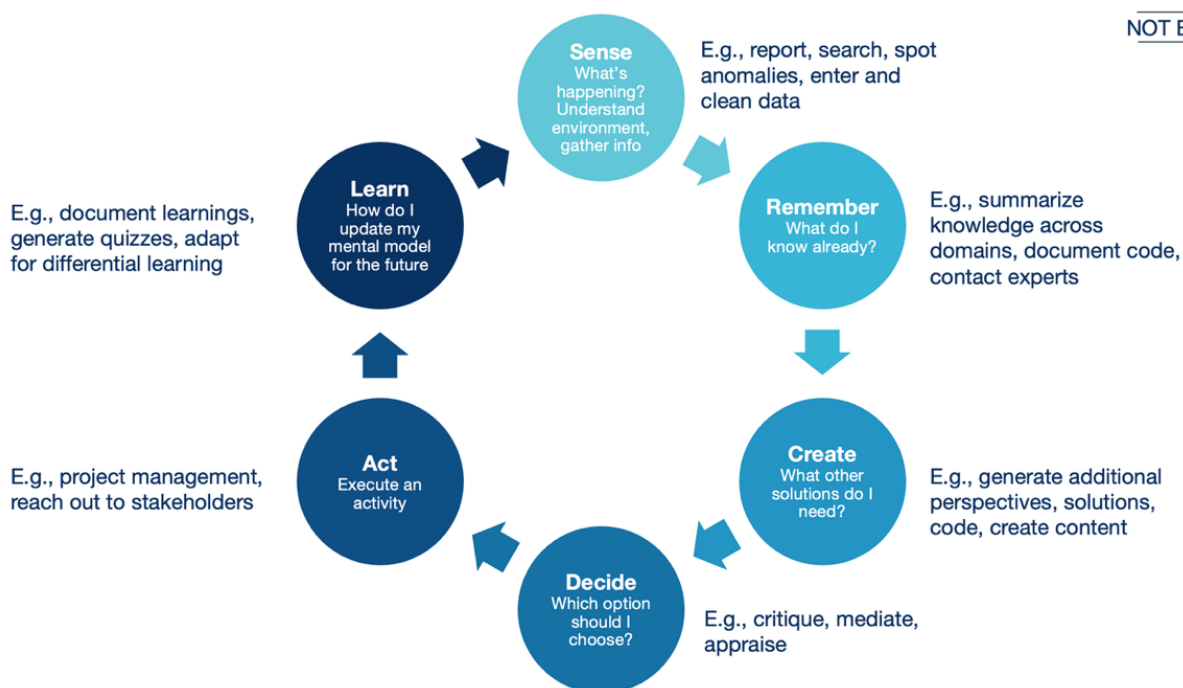 NOT E
Sense
What's
happening?
Understand
environment,
gather info
E.g., report, search, spot
anomalies, enter and
clean data
Remember
What do I
know already?
E.g., summarize
knowledge across
domains, document code,
contact experts
Create
What other
solutions do I
need?
E.g., generate additional
perspectives, solutions,
code, create content
Decide
Which option
should I
choose?
E.g., critique, mediate,
appraise
Act
Execute an
activity
E.g., project management,
reach out to stakeholders
Learn
How do I
update my
mental model
for the future
E.g., document learnings,
generate quizzes, adapt
for differential learning